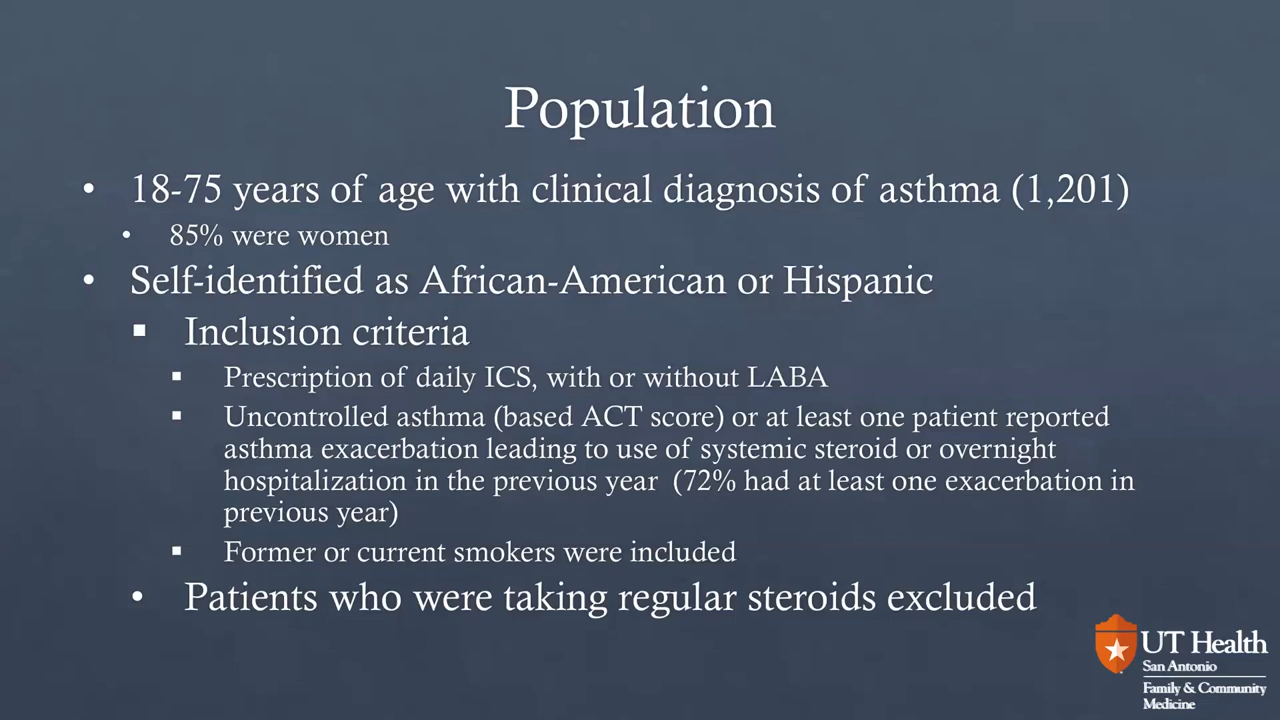 Population
• 18-75 years of age with clinical diagnosis of asthma (1,201)
• 85% were women
• Self-identified as African-American or Hispanic
▪ Inclusion criteria
▪ Prescription of daily ICS, with or without LABA
▪ Uncontrolled asthma (based ACT score) or at least one patient reported
asthma exacerbation leading to use of systemic steroid or overnight
hospitalization in the previous year (72% had at least one exacerbation in
previous year)
▪ Former or current smokers were included
• Patients who were taking regular steroids excluded
UT Health
San Antonio
Family & Community
Medicine